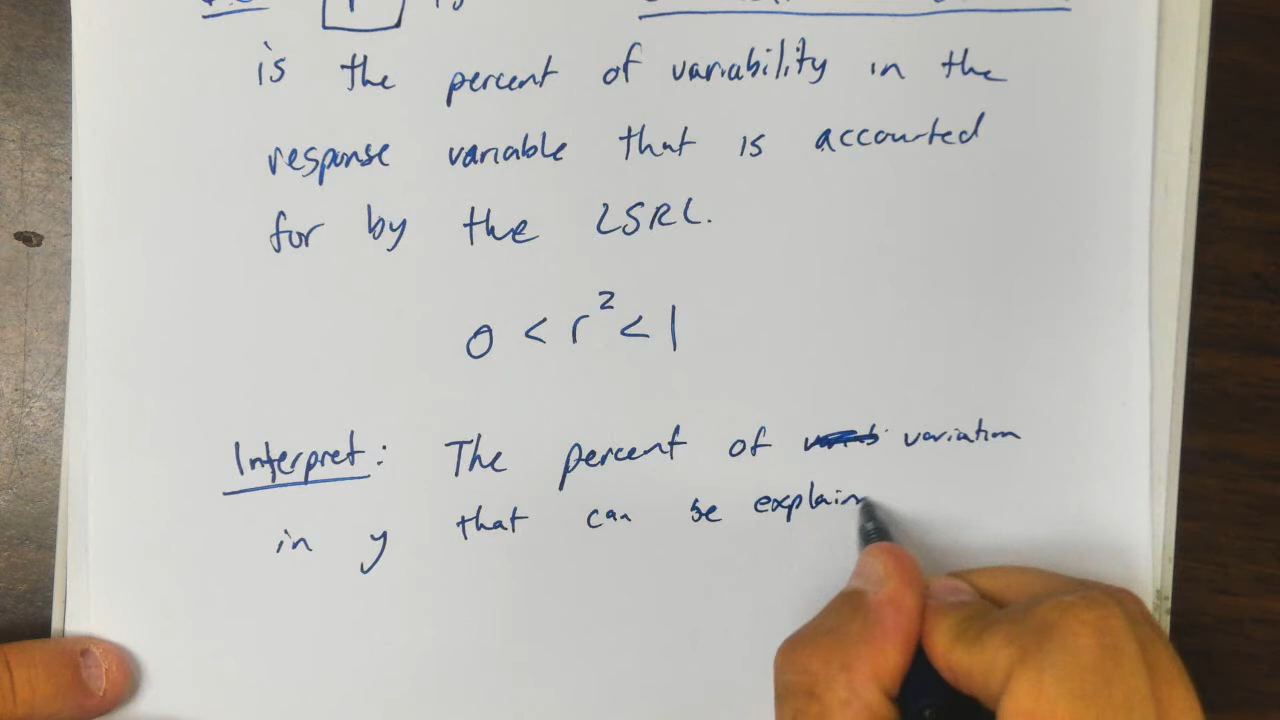 is the percent of variability in the
response variable that is accounted
for by the LSRL.
0 < r² < 1
Interpret: The percent of variation
in y that can be explain